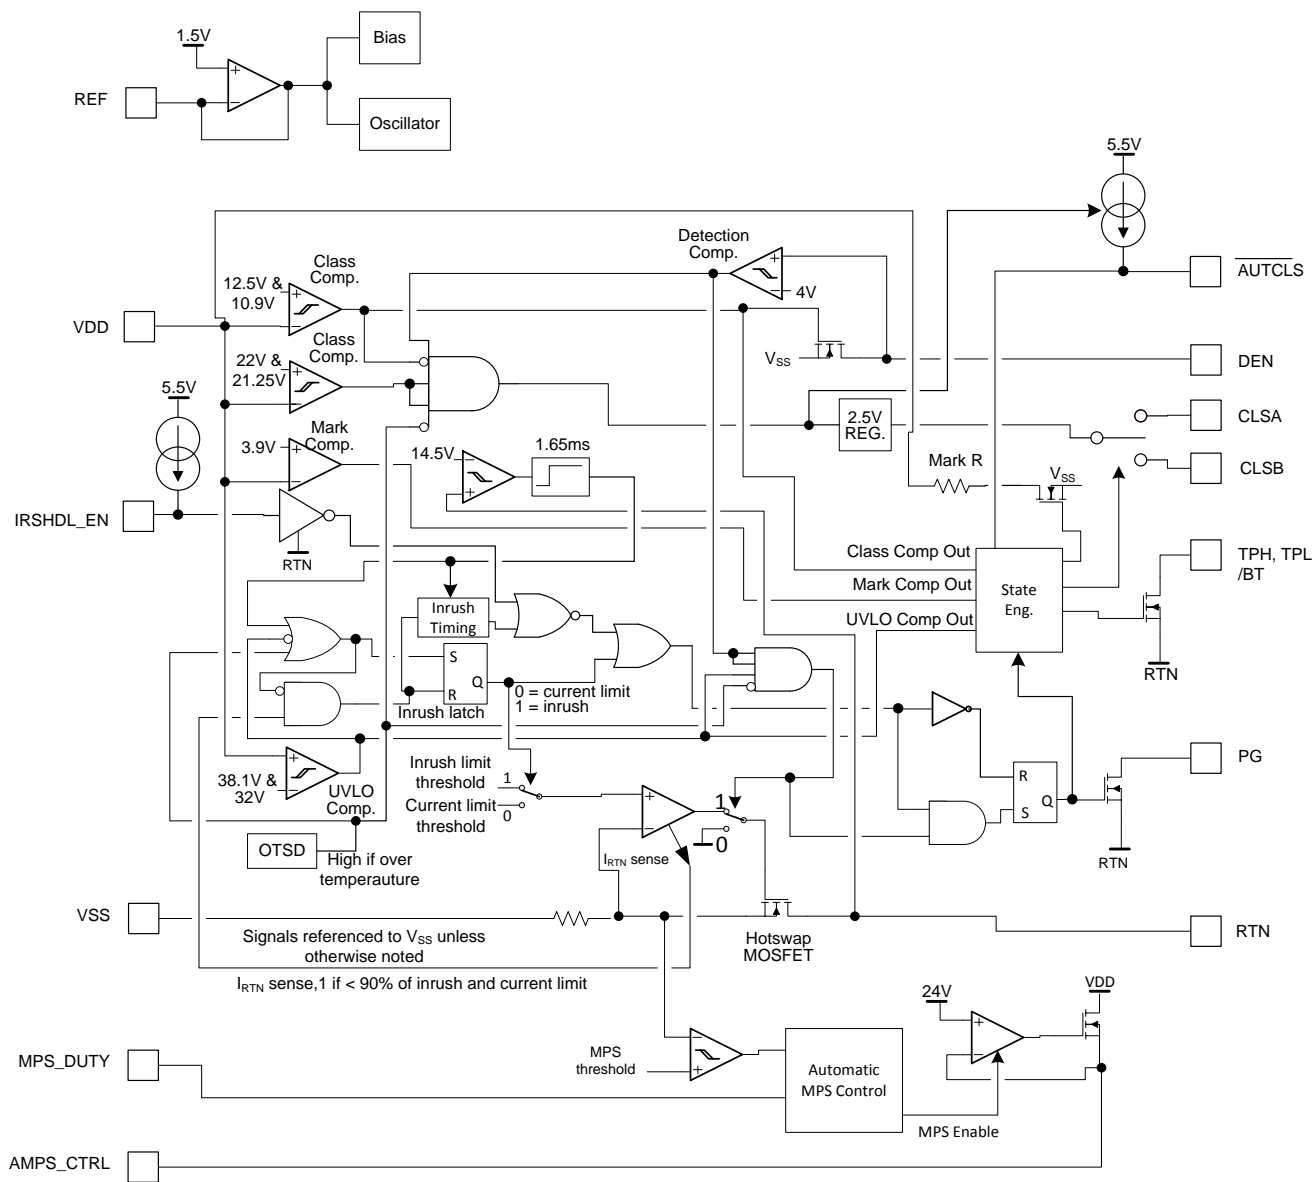 1.5V
Bias
REF
Oscillator
5.5V
Detection
Comp.
Class
Comp.
12.5V &
10.9V
4V
AUTCLS
VDD
VSS
DEN
22V &
21.25V
Class
Comp.
5.5V
2.5V
REG.
CLSA
Mark
Comp.
3.9V
14.5V
1.65ms
Mark R
VSS
CLSB
IRSHDL_EN
RTN
Class Comp Out
Mark Comp Out
UVLO Comp Out
State
Eng.
TPH, TPL
/BT
RTN
Inrush
Timing
S
R
Q
Inrush latch
0 = current limit
1 = inrush
38.1V &
32V
UVLO
Comp.
Inrush limit
threshold
1
Current limit
threshold
0
1
0
R
S
Q
PG
RTN
OTSD
High if over
temperauture
IRTN sense
VSS
Signals referenced to VSS unless
otherwise noted
Hotswap
MOSFET
RTN
IRTN sense,1 if < 90% of inrush and current limit
24V
VDD
MPS_DUTY
MPS
threshold
Automatic
MPS Control
MPS Enable
AMPS_CTRL